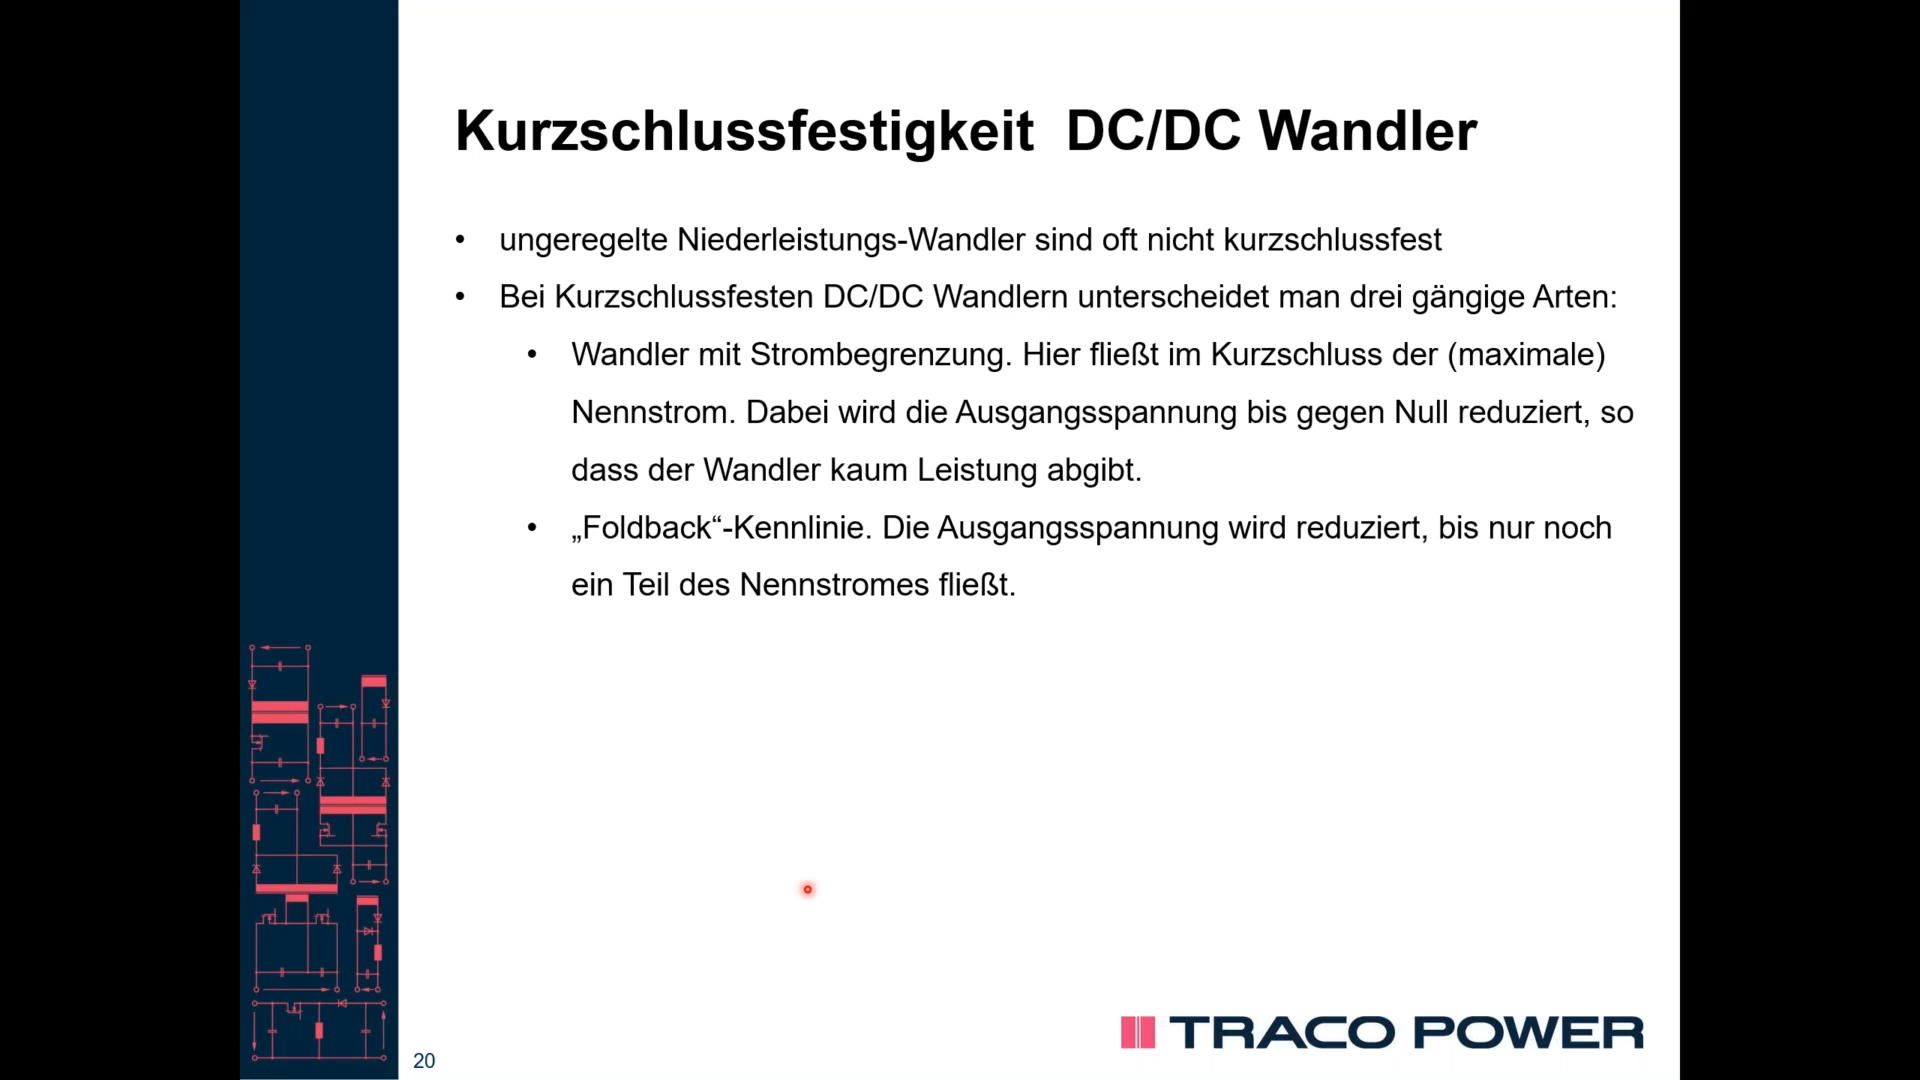 Kurzschlussfestigkeit  DC/DC Wandler
• ungeregelte Niederleistungs-Wandler sind oft nicht kurzschlussfest
• Bei Kurzschlussfesten DC/DC Wandlern unterscheidet man drei gängige Arten:
• Wandler mit Strombegrenzung. Hier fließt im Kurzschluss der (maximale)
Nennstrom. Dabei wird die Ausgangsspannung bis gegen Null reduziert, so
dass der Wandler kaum Leistung abgibt.
• „Foldback“-Kennlinie. Die Ausgangsspannung wird reduziert, bis nur noch
ein Teil des Nennstromes fließt.
TRACO POWER
20